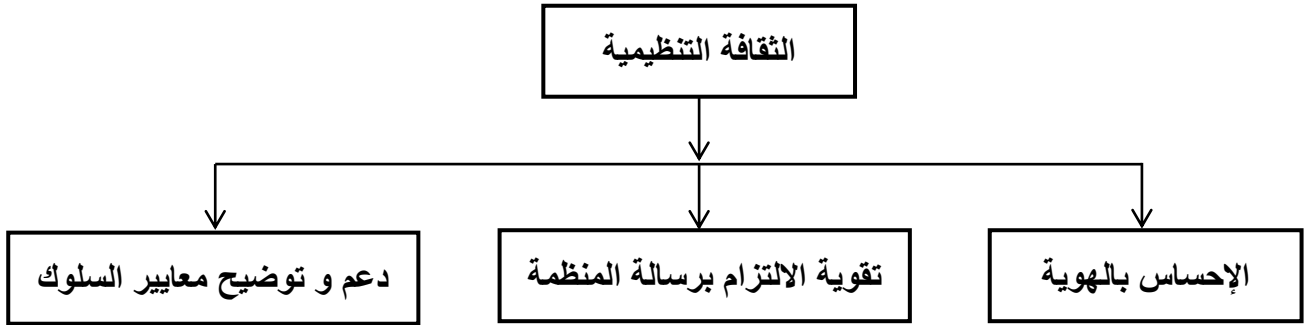 الثقافة التنظيمية
الإحساس بالهوية
تقوية الالتزام برسالة المنظمة
دعم و توضيح معايير السلوك